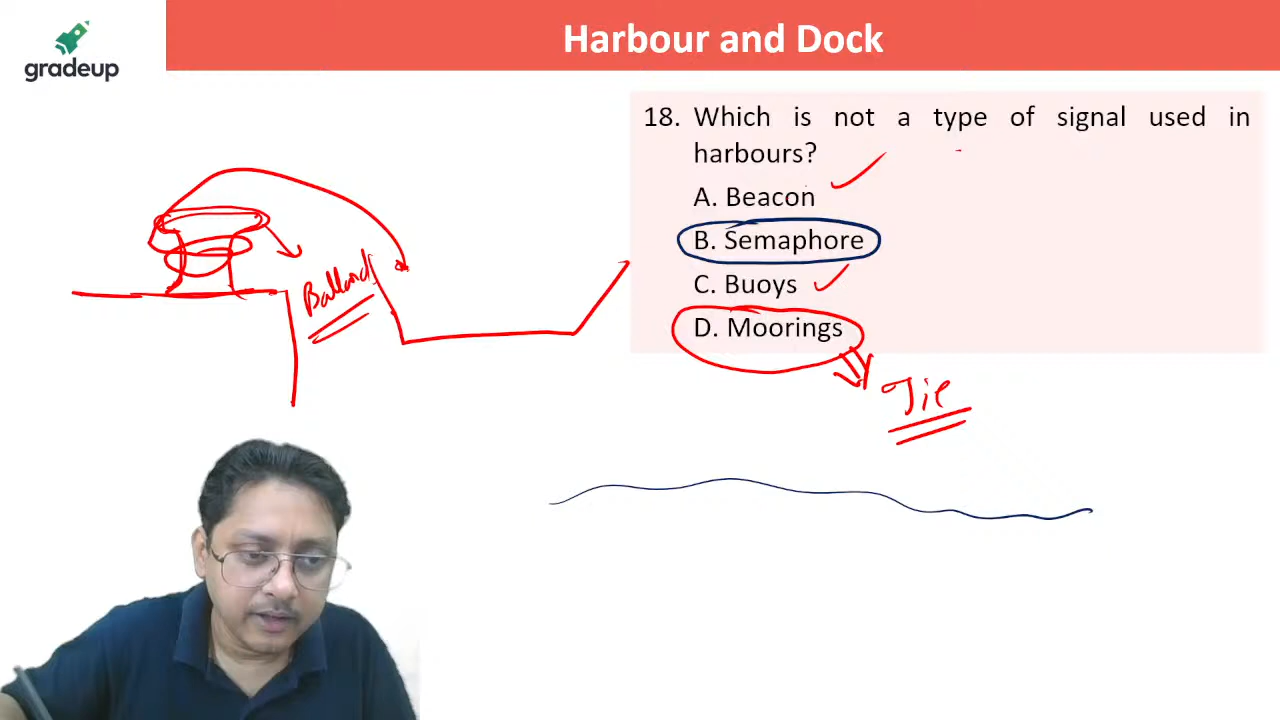 gradeup
Harbour and Dock
18. Which is not a type of signal used in
harbours?
A. Beacon
B. Semaphore
C. Buoys
D. Moorings
Bollards
Tie